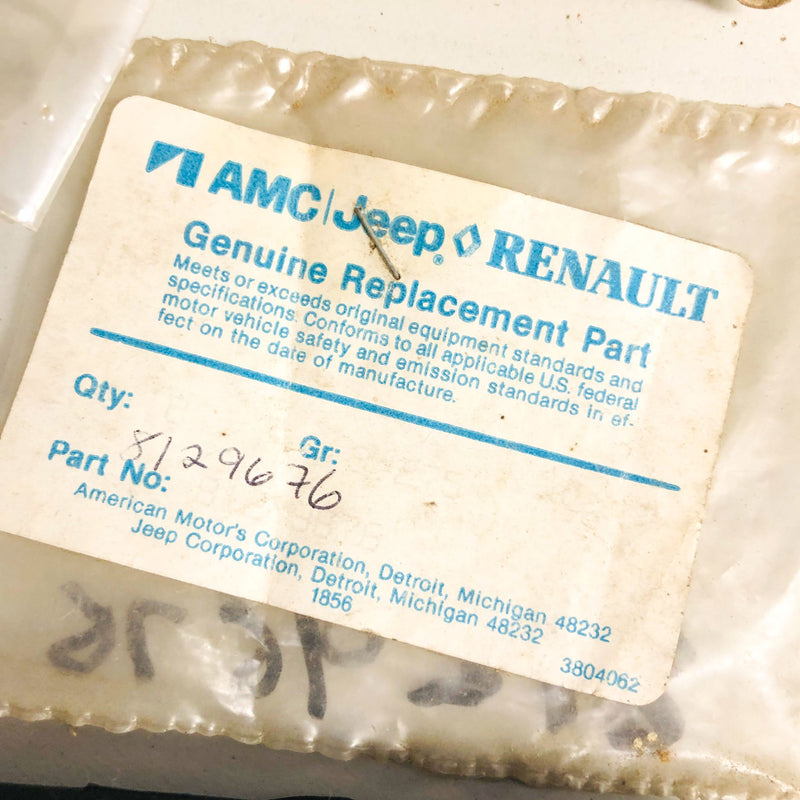 AMC|Jeep® RENAULT
Genuine Replacement Part
Meets or exceeds original equipment standards and
specifications. Conforms to all applicable U.S. federal
motor vehicle safety and emission standards in ef-
fect on the date of manufacture.
Qty:
Gr:
8129676
Part No:
American Motor's Corporation, Detroit, Michigan 48232
Jeep Corporation, Detroit, Michigan 48232
1856
3804062